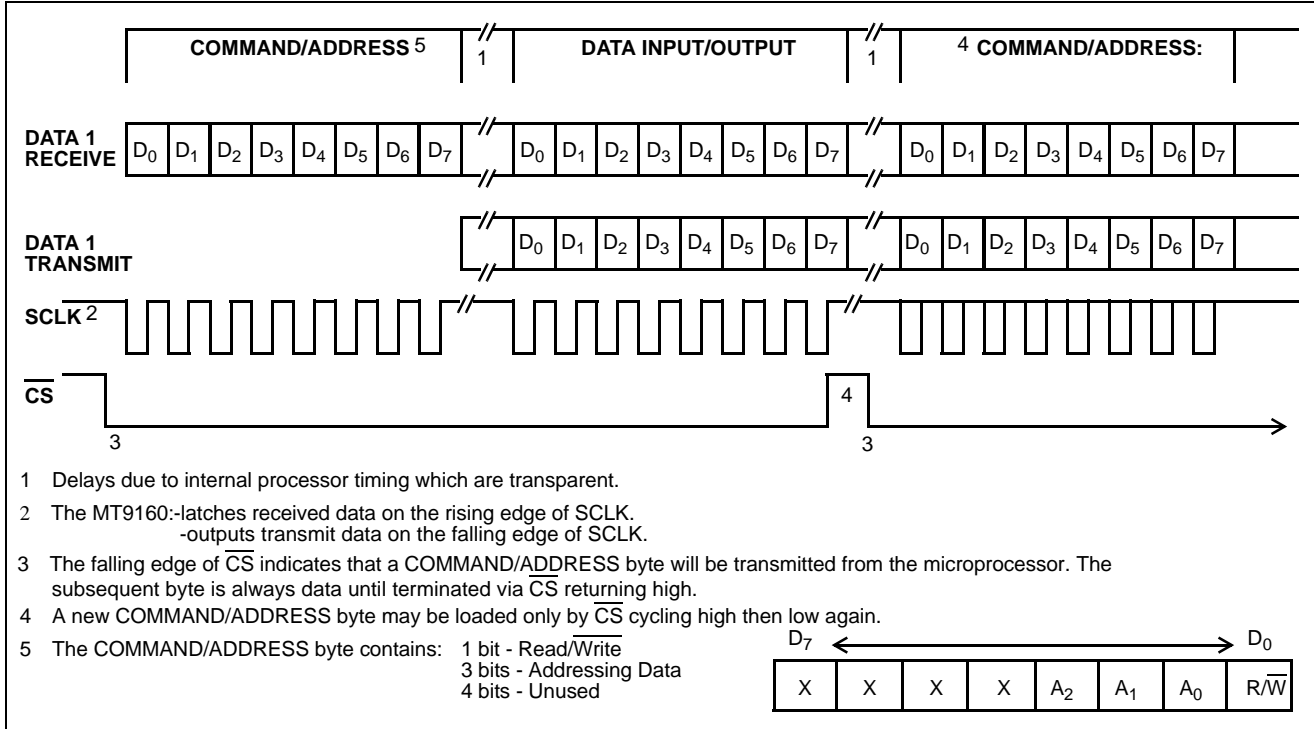 COMMAND/ADDRESS 5 1 DATA INPUT/OUTPUT 1 4 COMMAND/ADDRESS:
DATA 1
RECEIVE D0 D1 D2 D3 D4 D5 D6 D7 D0 D1 D2 D3 D4 D5 D6 D7 D0 D1 D2 D3 D4 D5 D6 D7
DATA 1
TRANSMIT D0 D1 D2 D3 D4 D5 D6 D7 D0 D1 D2 D3 D4 D5 D6 D7
SCLK 2
C̅S̅ 4
3 3
1 Delays due to internal processor timing which are transparent.
2 The MT9160:-latches received data on the rising edge of SCLK.
-outputs transmit data on the falling edge of SCLK.
3 The falling edge of C̅S̅ indicates that a COMMAND/ADDRESS byte will be transmitted from the microprocessor. The
subsequent byte is always data until terminated via C̅S̅ returning high.
4 A new COMMAND/ADDRESS byte may be loaded only by C̅S̅ cycling high then low again.
5 The COMMAND/ADDRESS byte contains: 1 bit - Read/W̅r̅i̅t̅e̅
3 bits - Addressing Data
4 bits - Unused
D7 D0
X X X X A2 A1 A0 R/W̅